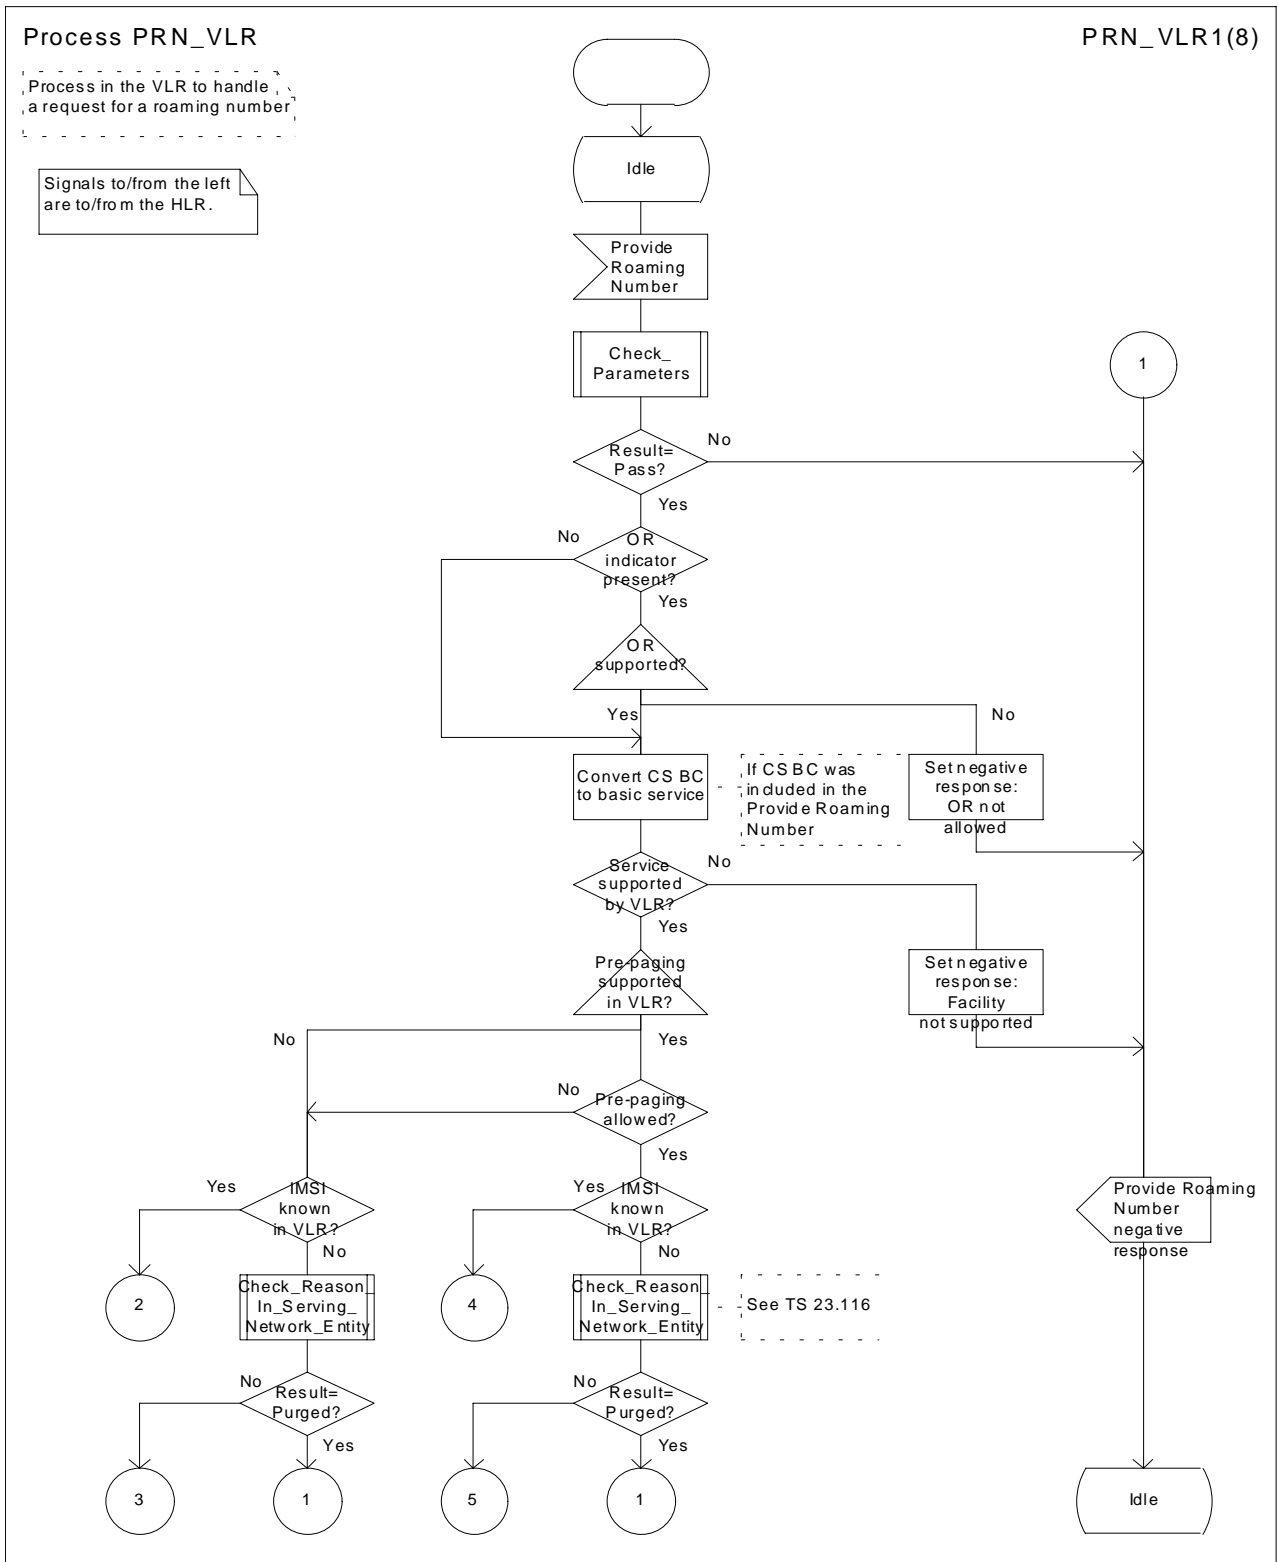 Process PRN_VLR
PRN_VLR1(8)
Process in the VLR to handle
a request for a roaming number
Signals to/from the left
are to/from the HLR.
Idle
Provide
Roaming
Number
Check_
Parameters
1
Result=
Pass?
No
Yes
OR
indicator
present?
No
Yes
OR
supported?
Yes
No
Convert CS BC
to basic service
If CS BC was
included in the
Provide Roaming
Number
Set negative
response:
OR not
allowed
Service
supported
by VLR?
No
Yes
Pre-paging
supported
in VLR?
Set negative
response:
Facility
not supported
No
Yes
No
Pre-paging
allowed?
Yes
Yes
IMSI
known
in VLR?
No
Yes
IMSI
known
in VLR?
No
Provide Roaming
Number
negative
response
2
Check_Reason_
In_Serving_
Network_Entity
4
Check_Reason_
In_Serving_
Network_Entity
See TS 23.116
No
Result=
Purged?
Yes
No
Result=
Purged?
Yes
3
1
5
1
Idle